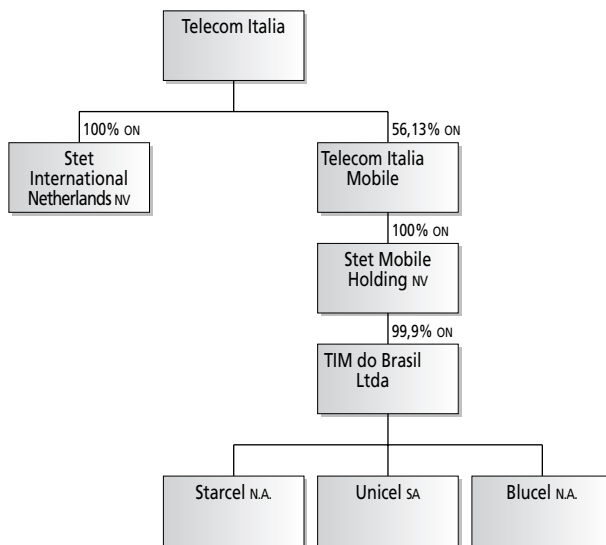 Telecom Italia
100% ON
56,13% ON
Stet
International
Netherlands NV
Telecom Italia
Mobile
100% ON
Stet Mobile
Holding NV
99,9% ON
TIM do Brasil
Ltda
Starcel N.A.
Unicel SA
Blucel N.A.